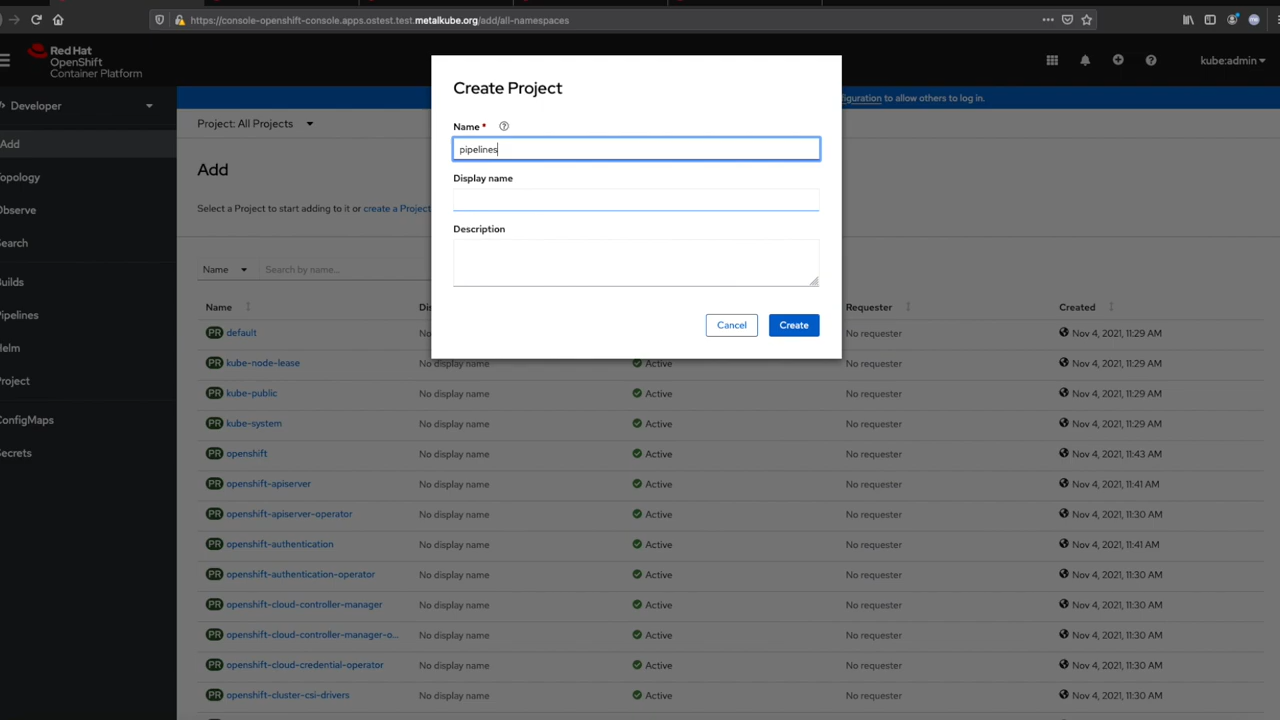 https://console-openshift-console.apps.ostest.test.metalkube.org/add/all-namespaces
Red Hat
OpenShift
Container Platform
kube:admin
Developer
Add
Topology
Observe
Search
Builds
Pipelines
Helm
Project
ConfigMaps
Secrets
figuration to allow others to log in.
Project: All Projects
Add
Select a Project to start adding to it or create a Project
Create Project
Name *
pipelines
Display name
Description
Cancel
Create
Name
Search by name...
Name
Requester
Created
PR default
No requester
Nov 4, 2021, 11:29 AM
PR kube-node-lease
No display name
Active
No requester
Nov 4, 2021, 11:29 AM
PR kube-public
No display name
Active
No requester
Nov 4, 2021, 11:29 AM
PR kube-system
No display name
Active
No requester
Nov 4, 2021, 11:29 AM
PR openshift
No display name
Active
No requester
Nov 4, 2021, 11:43 AM
PR openshift-apiserver
No display name
Active
No requester
Nov 4, 2021, 11:41 AM
PR openshift-apiserver-operator
No display name
Active
No requester
Nov 4, 2021, 11:30 AM
PR openshift-authentication
No display name
Active
No requester
Nov 4, 2021, 11:41 AM
PR openshift-authentication-operator
No display name
Active
No requester
Nov 4, 2021, 11:30 AM
PR openshift-cloud-controller-manager
No display name
Active
No requester
Nov 4, 2021, 11:30 AM
PR openshift-cloud-controller-manager-o...
No display name
Active
No requester
Nov 4, 2021, 11:30 AM
PR openshift-cloud-credential-operator
No display name
Active
No requester
Nov 4, 2021, 11:30 AM
PR openshift-cluster-csi-drivers
No display name
Active
No requester
Nov 4, 2021, 11:30 AM